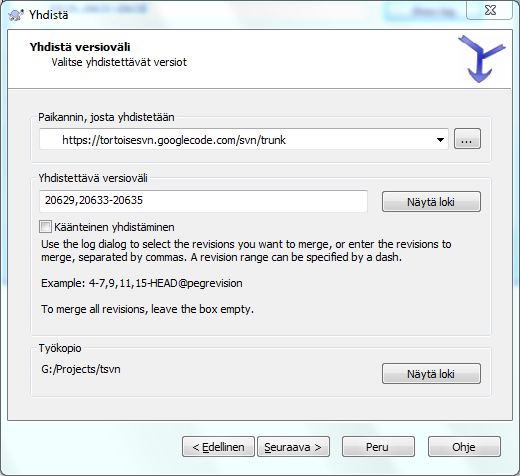 Yhdistä
Yhdistä versioväli
Valitse yhdistettävät versiot
Paikannin, josta yhdistetään
https://tortoisesvn.googlecode.com/svn/trunk
...
Yhdistettävä versioväli
20629,20633-20635
Näytä loki
Käänteinen yhdistäminen
Use the log dialog to select the revisions you want to merge, or enter the revisions to
merge, separated by commas. A revision range can be specified by a dash.
Example: 4-7,9,11,15-HEAD@pegrevision
To merge all revisions, leave the box empty.
Työkopio
G:/Projects/tsvn
Näytä loki
< Edellinen
Seuraava >
Peru
Ohje